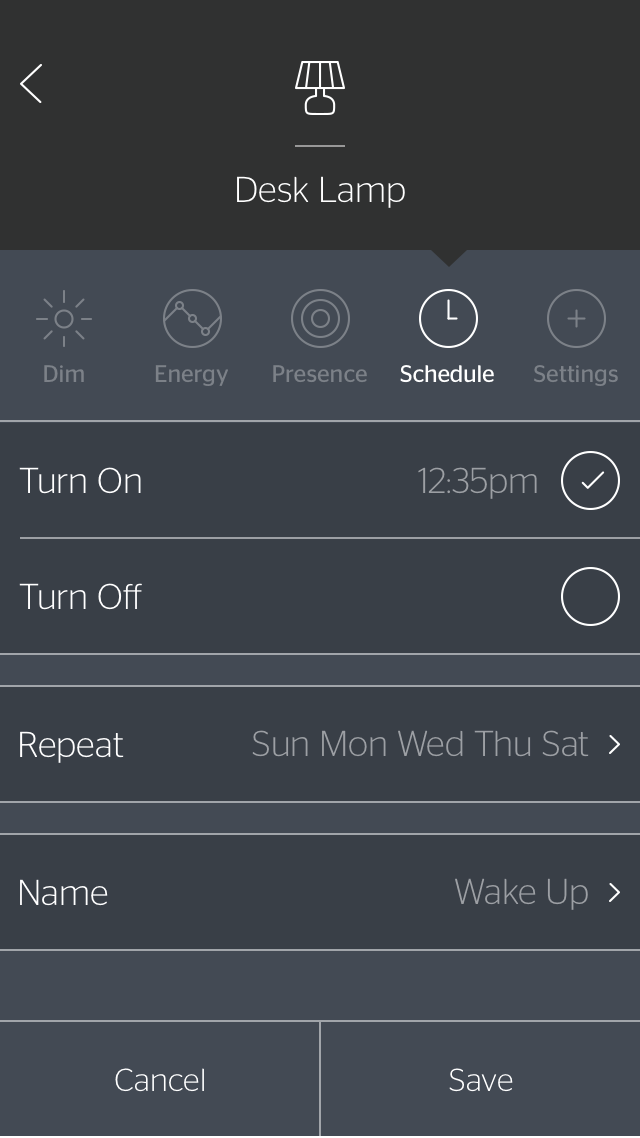 Desk Lamp
Dim Energy Presence Schedule Settings
Turn On 12:35pm
Turn Off
Repeat Sun Mon Wed Thu Sat
Name Wake Up
Cancel Save